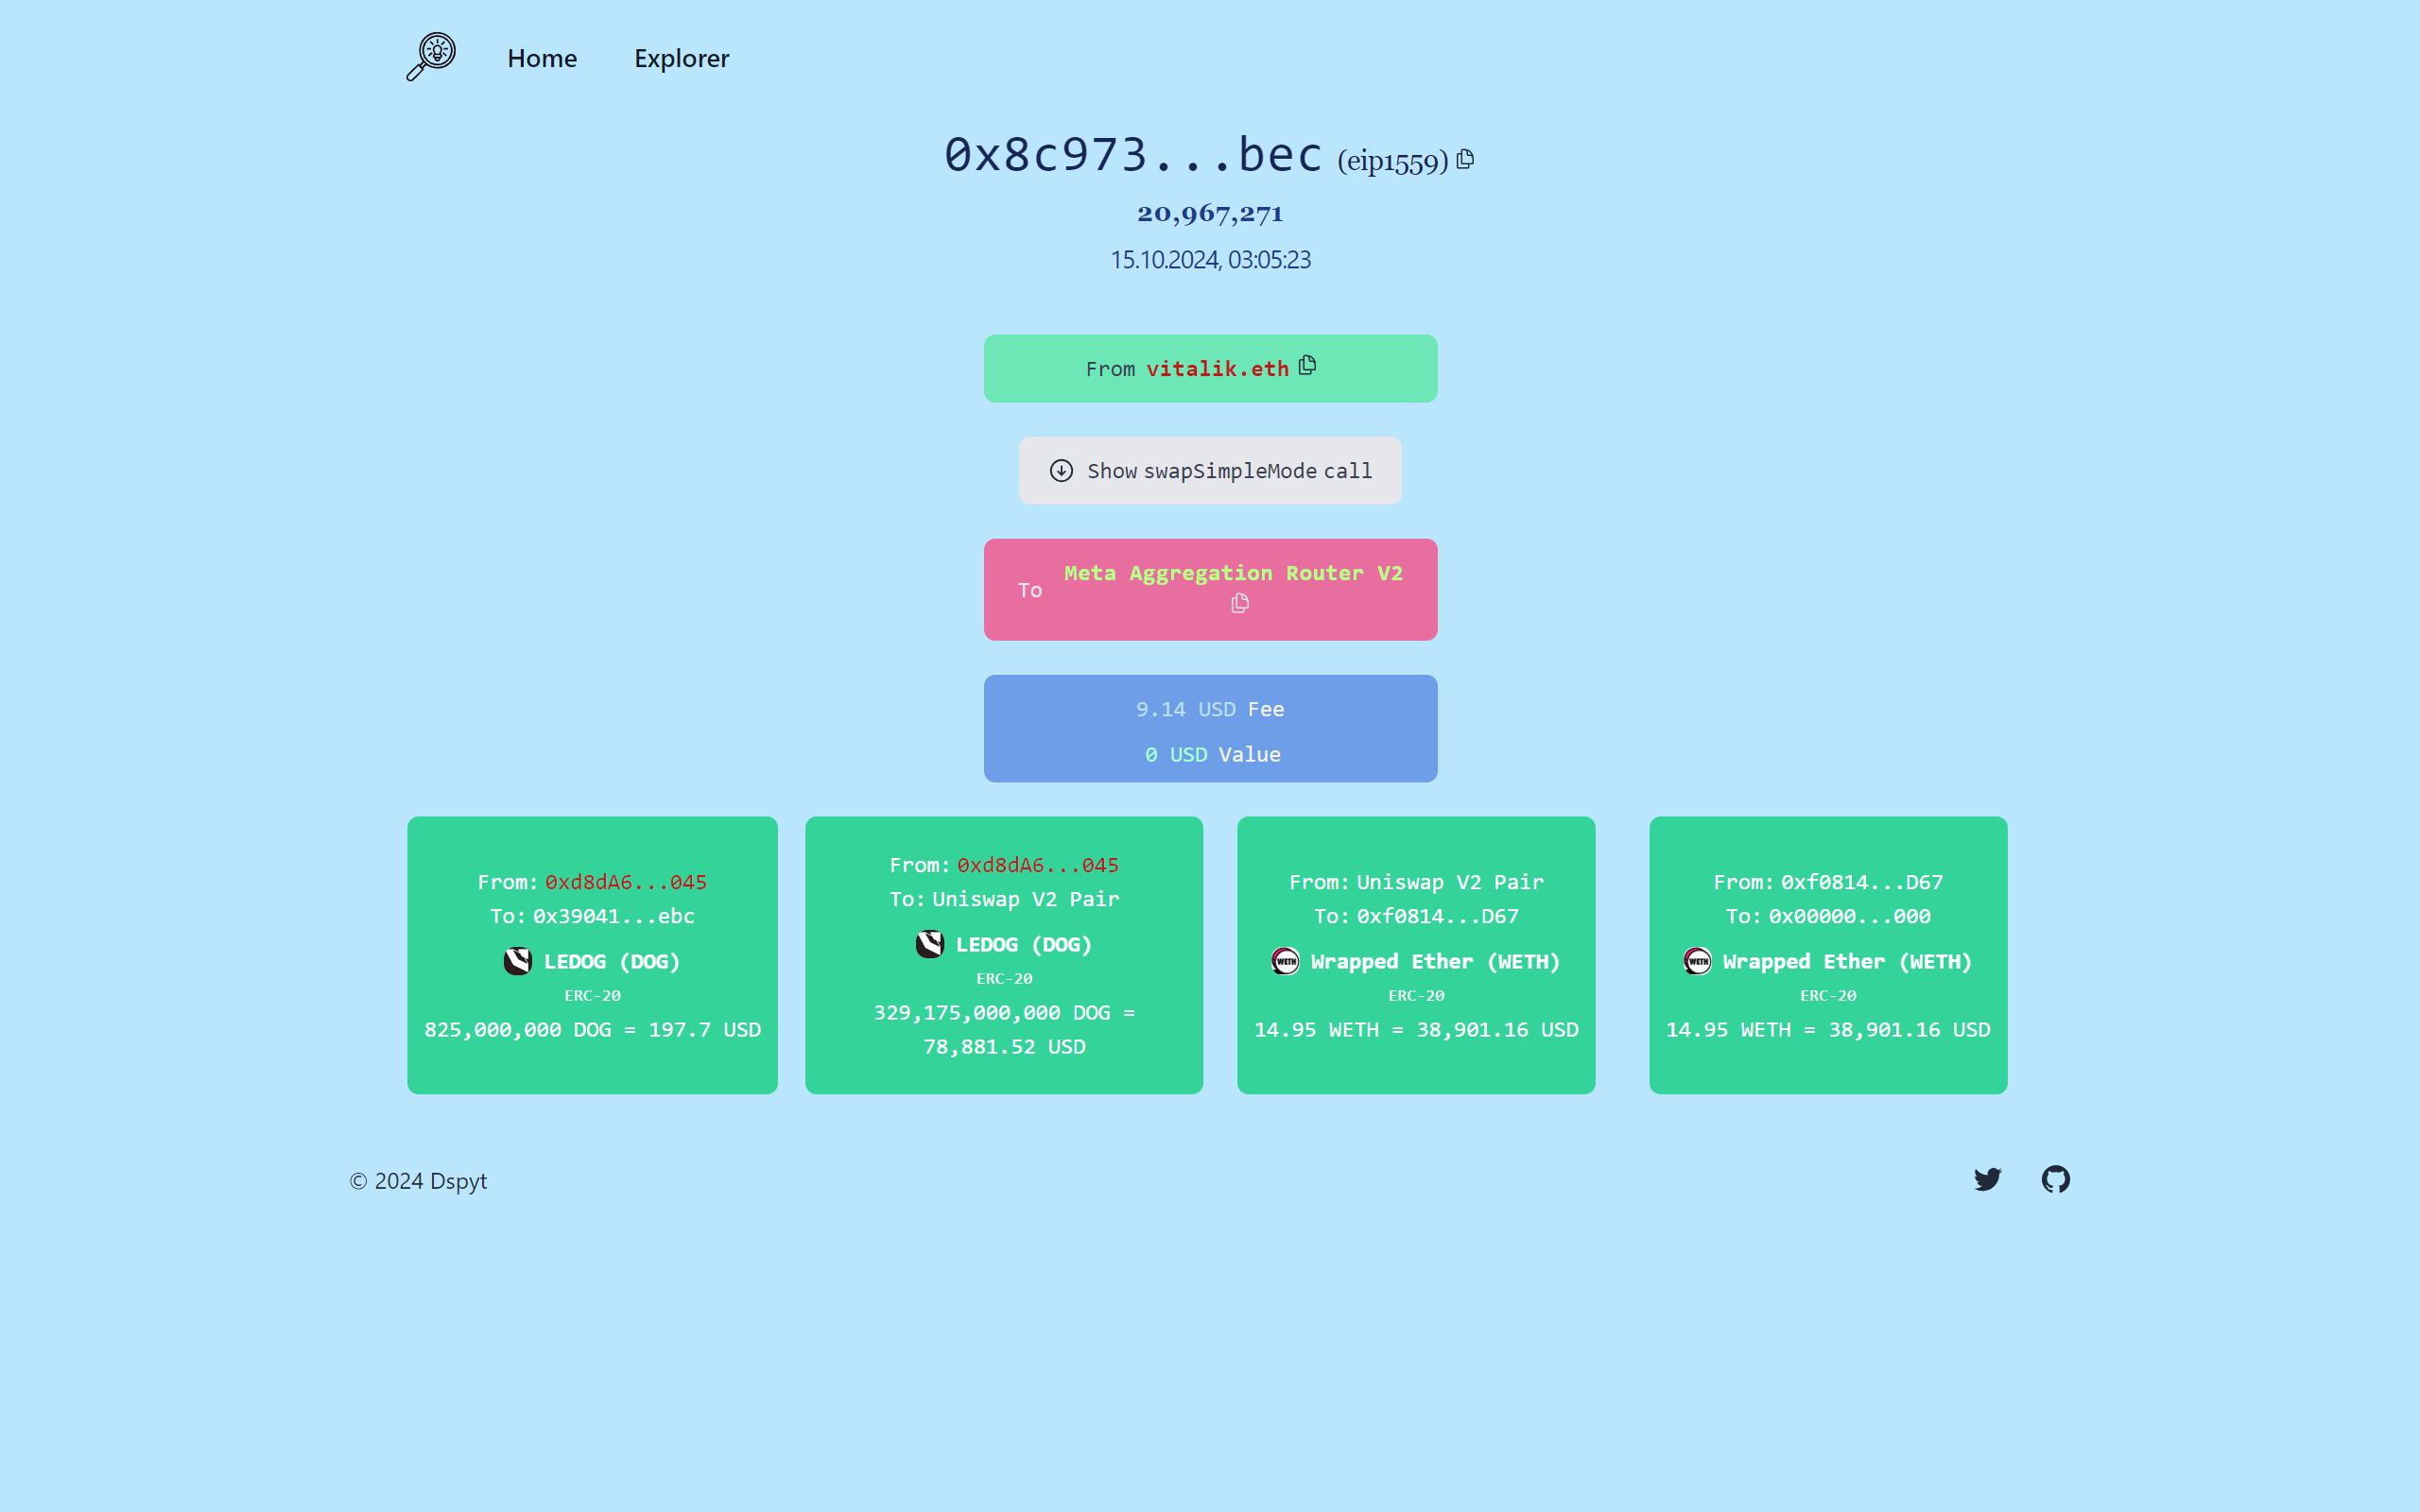 Home Explorer
0x8c973...bec (eip1559)
20,967,271
15.10.2024, 03:05:23
From vitalik.eth
Show swapSimpleMode call
To Meta Aggregation Router V2
9.14 USD Fee
0 USD Value
From: 0xd8dA6...045
To: 0x39041...ebc
LEDOG (DOG)
ERC-20
825,000,000 DOG = 197.7 USD
From: 0xd8dA6...045
To: Uniswap V2 Pair
LEDOG (DOG)
ERC-20
329,175,000,000 DOG =
78,881.52 USD
From: Uniswap V2 Pair
To: 0xf0814...D67
WETH Wrapped Ether (WETH)
ERC-20
14.95 WETH = 38,901.16 USD
From: 0xf0814...D67
To: 0x00000...000
WETH Wrapped Ether (WETH)
ERC-20
14.95 WETH = 38,901.16 USD
© 2024 Dspyt